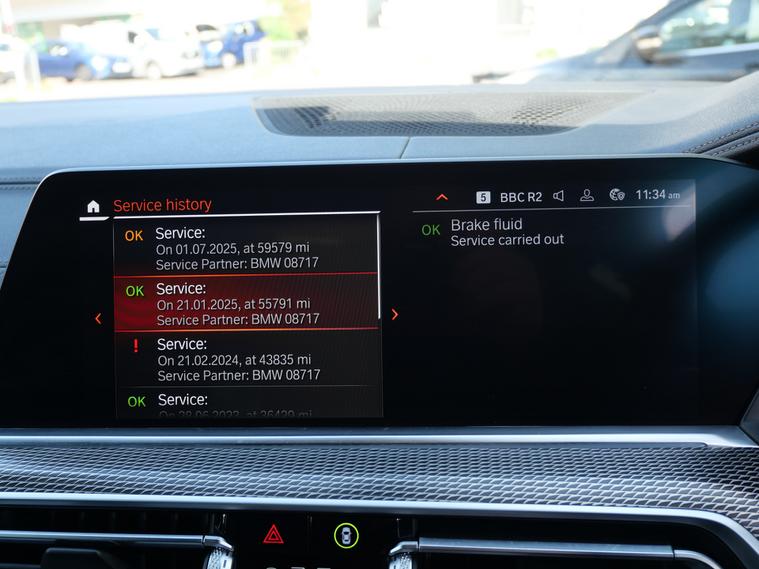 Service history
5 BBC R2 11:34 am
OK Service:
On 01.07.2025, at 59579 mi
Service Partner: BMW 08717
OK Service:
On 21.01.2025, at 55791 mi
Service Partner: BMW 08717
! Service:
On 21.02.2024, at 43835 mi
Service Partner: BMW 08717
OK Service:
OK Brake fluid
Service carried out